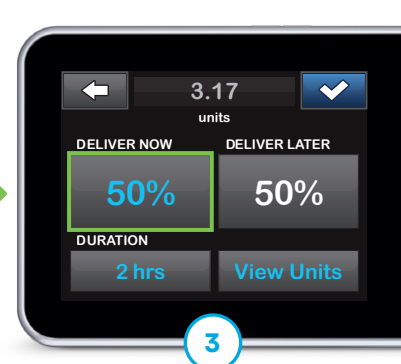 3.17
units
DELIVER NOW DELIVER LATER
50% 50%
DURATION
2 hrs View Units
3